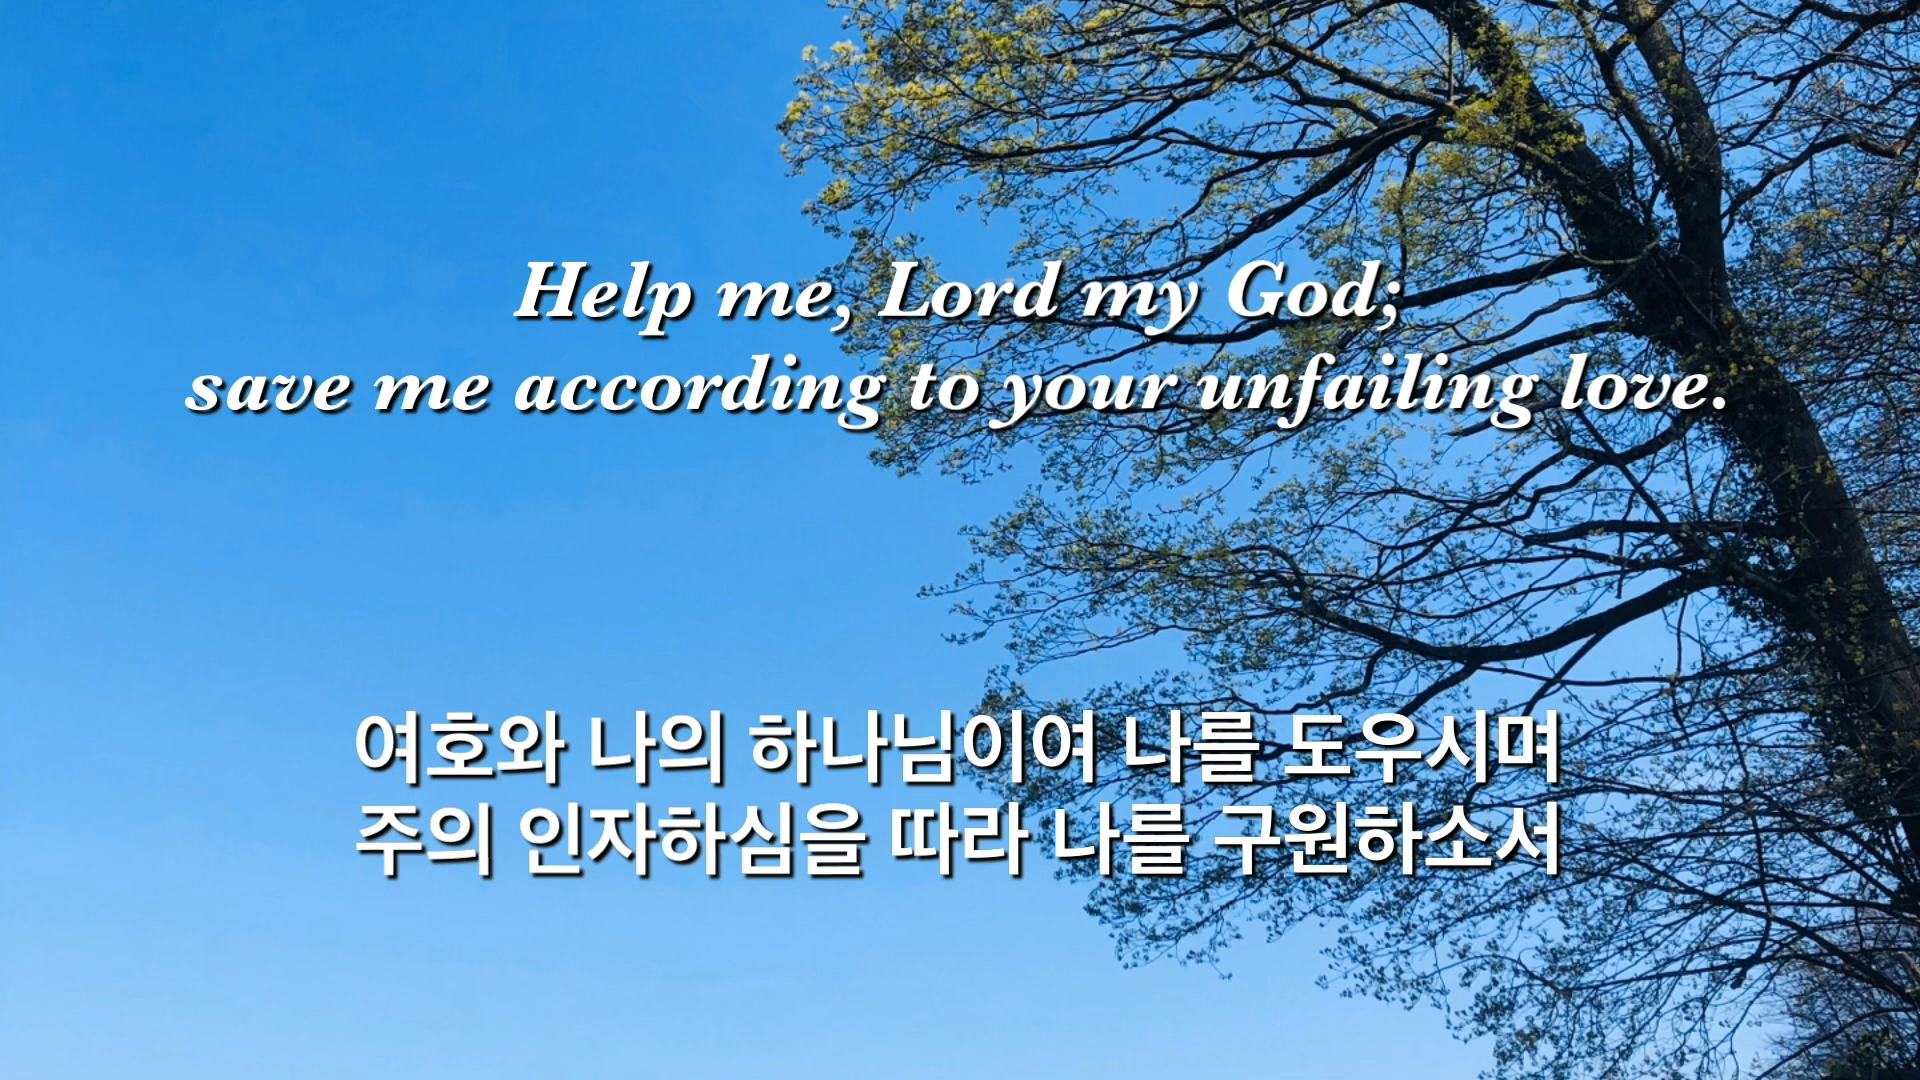 Help me, Lord my God;
save me according to your unfailing love.
여호와 나의 하나님이여 나를 도우시며
주의 인자하심을 따라 나를 구원하소서